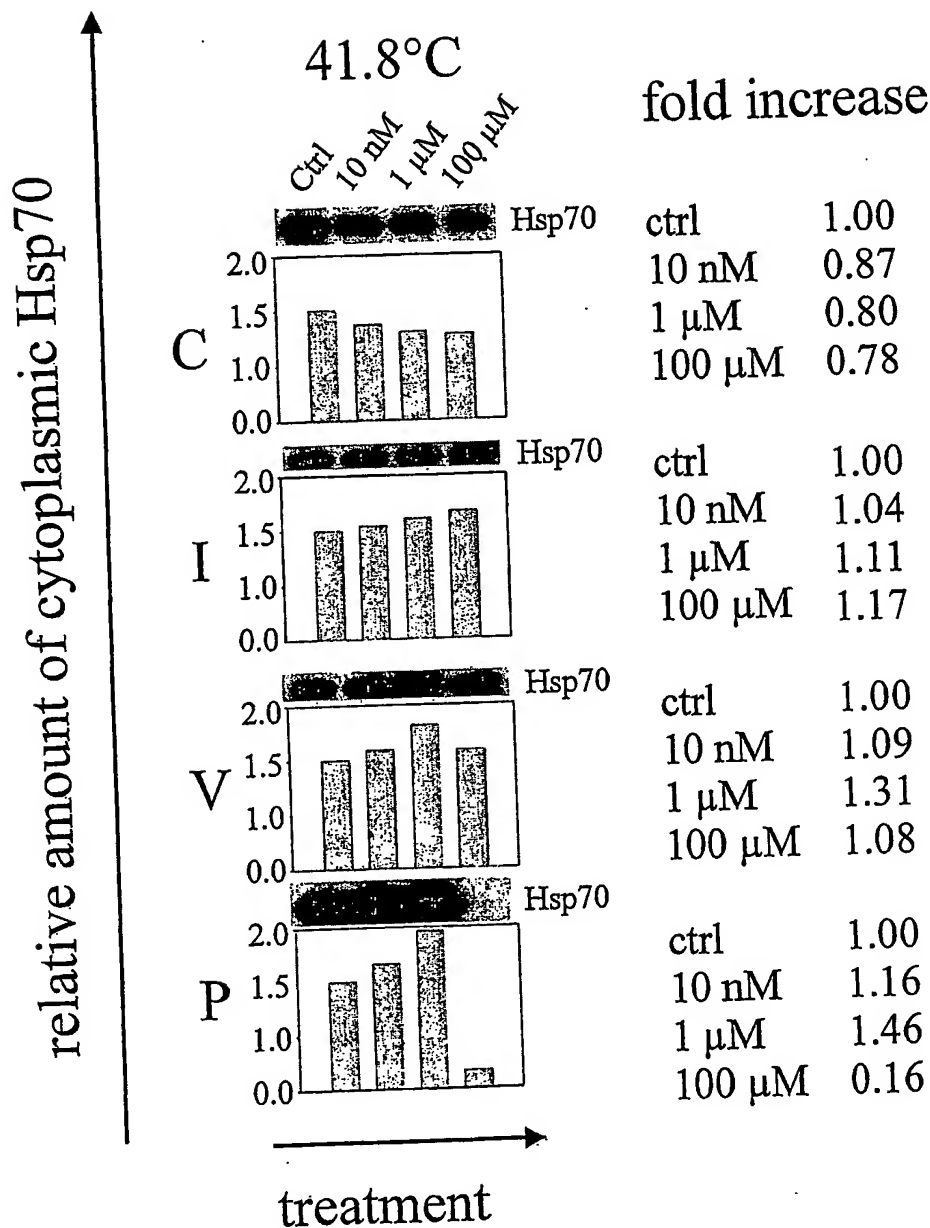 41.8°C
fold increase
Ctrl
10 nM
1 µM
100 µM
relative amount of cytoplasmic Hsp70
Hsp70
C
2.0
1.5
1.0
0.0
ctrl 1.00
10 nM 0.87
1 µM 0.80
100 µM 0.78
Hsp70
I
2.0
1.5
1.0
0.0
ctrl 1.00
10 nM 1.04
1 µM 1.11
100 µM 1.17
Hsp70
V
2.0
1.5
1.0
0.0
ctrl 1.00
10 nM 1.09
1 µM 1.31
100 µM 1.08
Hsp70
P
2.0
1.5
1.0
0.0
ctrl 1.00
10 nM 1.16
1 µM 1.46
100 µM 0.16
treatment